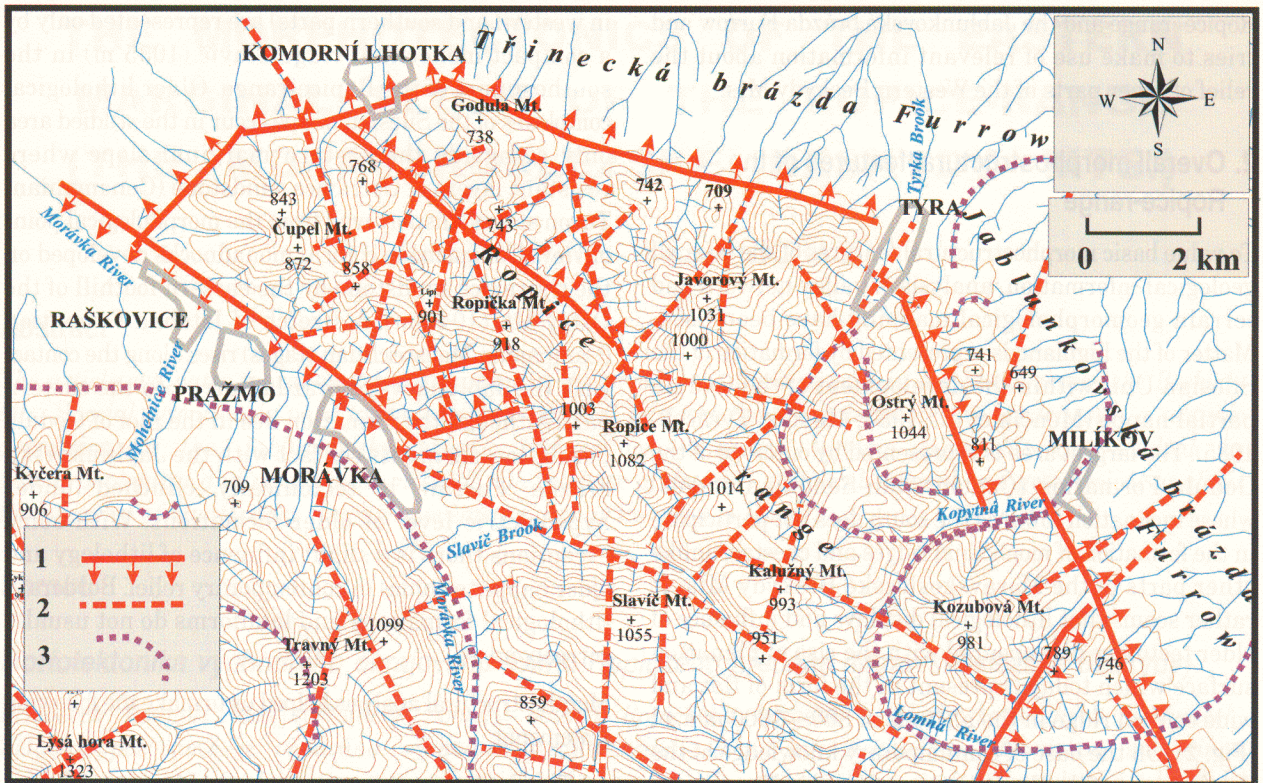 KOMORNÍ LHOTKA
Třinecká brázda Furrow
N
W E
S
0 2 km
Godula Mt.
738
768
742
709
Tyrka Brook
TYRA
843
Čupel Mt.
872
743
858
Morávka River
Ropice range
Lipí
901
Ropička Mt.
918
Javorový Mt.
1031
1000
Jablunkovská brázda Furrow
RAŠKOVICE
PRAŽMO
Mohelnice River
741
649
1003
Ropice Mt.
1082
Ostrý Mt.
1044
811
MILÍKOV
MORÁVKA
Kyčera Mt.
906
709
1014
Kopytná River
Slavíč Brook
1
2
3
Morávka River
Kalužný Mt.
993
Slavíč Mt.
1055
951
Kozubová Mt.
981
1099
Travný Mt.
1203
789
746
859
Lomná River
Lysá hora Mt.
1323